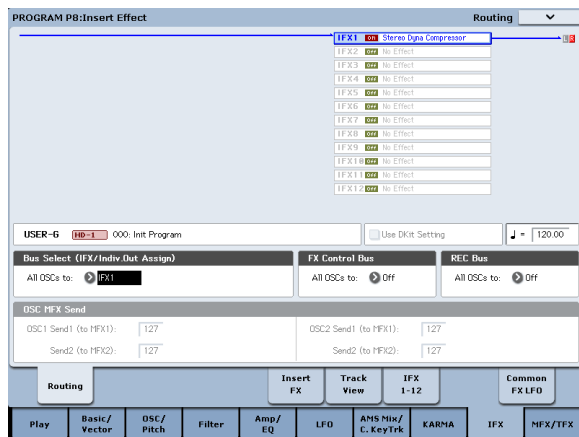 PROGRAM P8:Insert Effect Routing
IFX1 On Stereo Dyna Compressor L R
IFX2 Off No Effect
IFX3 Off No Effect
IFX4 Off No Effect
IFX5 Off No Effect
IFX6 Off No Effect
IFX7 Off No Effect
IFX8 Off No Effect
IFX9 Off No Effect
IFX10 Off No Effect
IFX11 Off No Effect
IFX12 Off No Effect
USER-G HD-1 000: Init Program Use DKit Setting ♩ = 120.00
Bus Select (IFX/Indiv.Out Assign) FX Control Bus REC Bus
All OSCs to: IFX1 All OSCs to: Off All OSCs to: Off
OSC MFX Send
OSC1 Send1 (to MFX1): 127 OSC2 Send1 (to MFX1): 127
Send2 (to MFX2): 127 Send2 (to MFX2): 127
Routing Insert FX Track View IFX 1-12 Common FX LFO
Play Basic/Vector OSC/Pitch Filter Amp/EQ LFO AMS Mix/C.KeyTrk KARMA IFX MFX/TFX